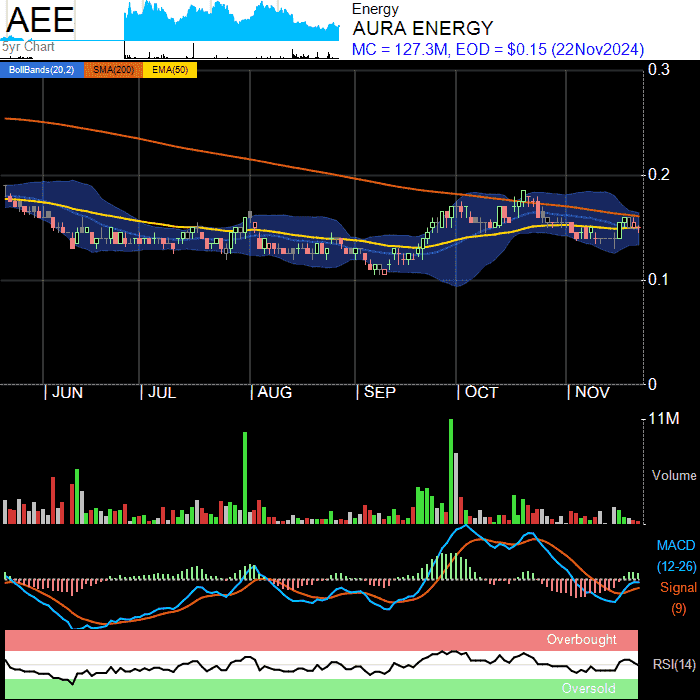 AEE
5yr Chart
Energy
AURA ENERGY
MC = 127.3M, EOD = $0.15 (22Nov2024)
BollBands(20,2) SMA(200) EMA(50)
0.3
0.2
0.1
0
JUN JUL AUG SEP OCT NOV
11M
Volume
MACD
(12-26)
Signal
(9)
Overbought
RSI(14)
Oversold